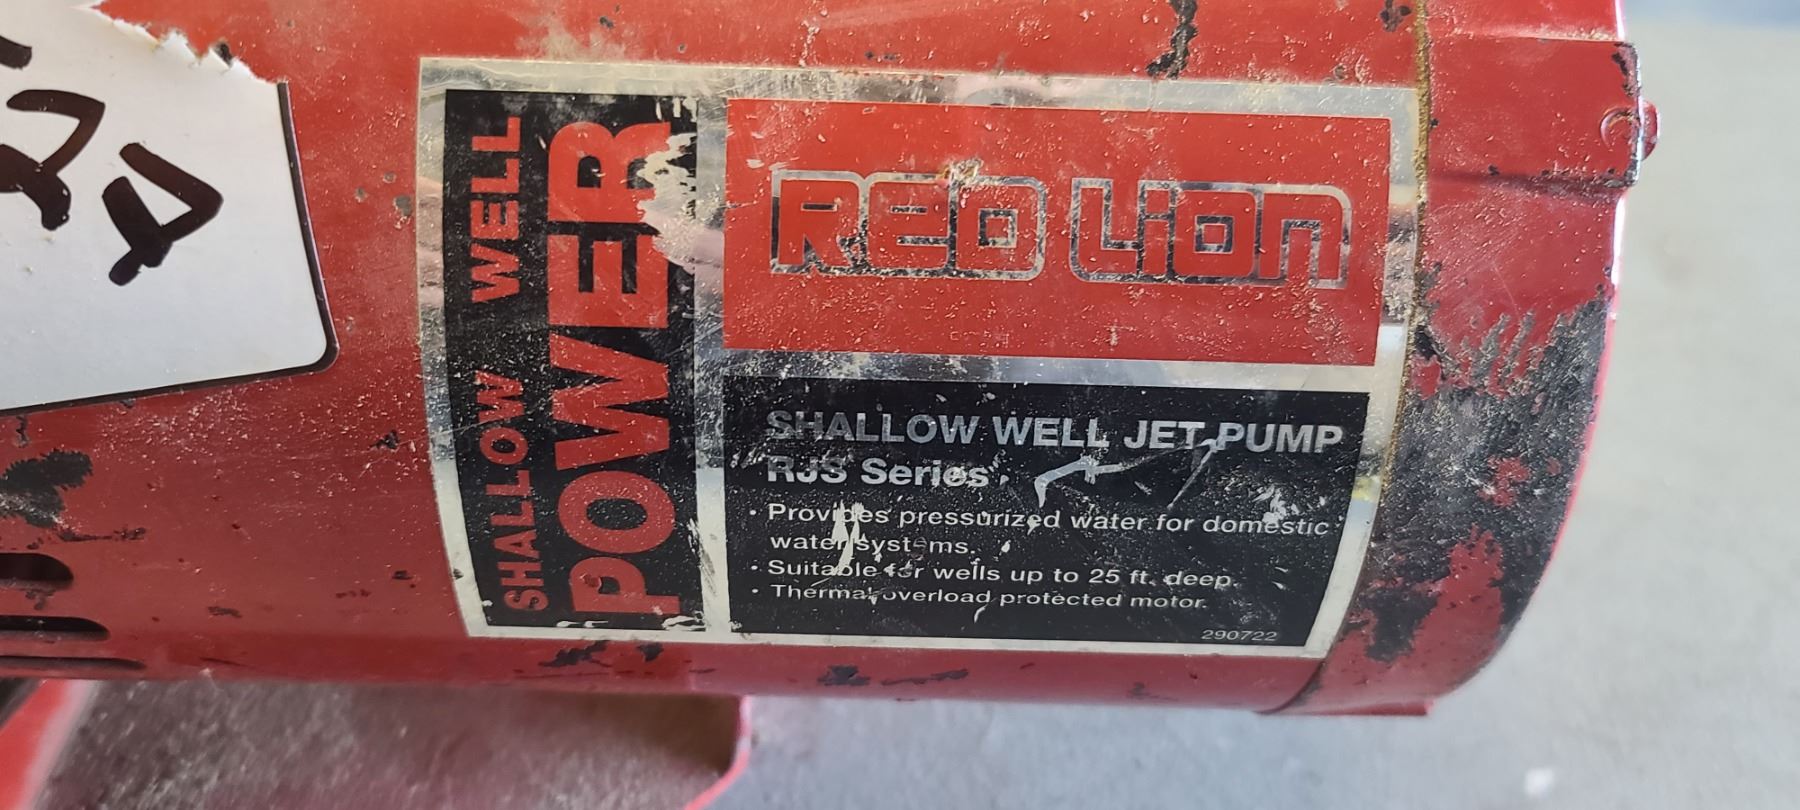 SHALLOW WELL
POWER
RED LION
SHALLOW WELL JET PUMP
RJS Series
• Provides pressurized water for domestic
water systems.
• Suitable for wells up to 25 ft. deep.
• Thermal overload protected motor.
290722